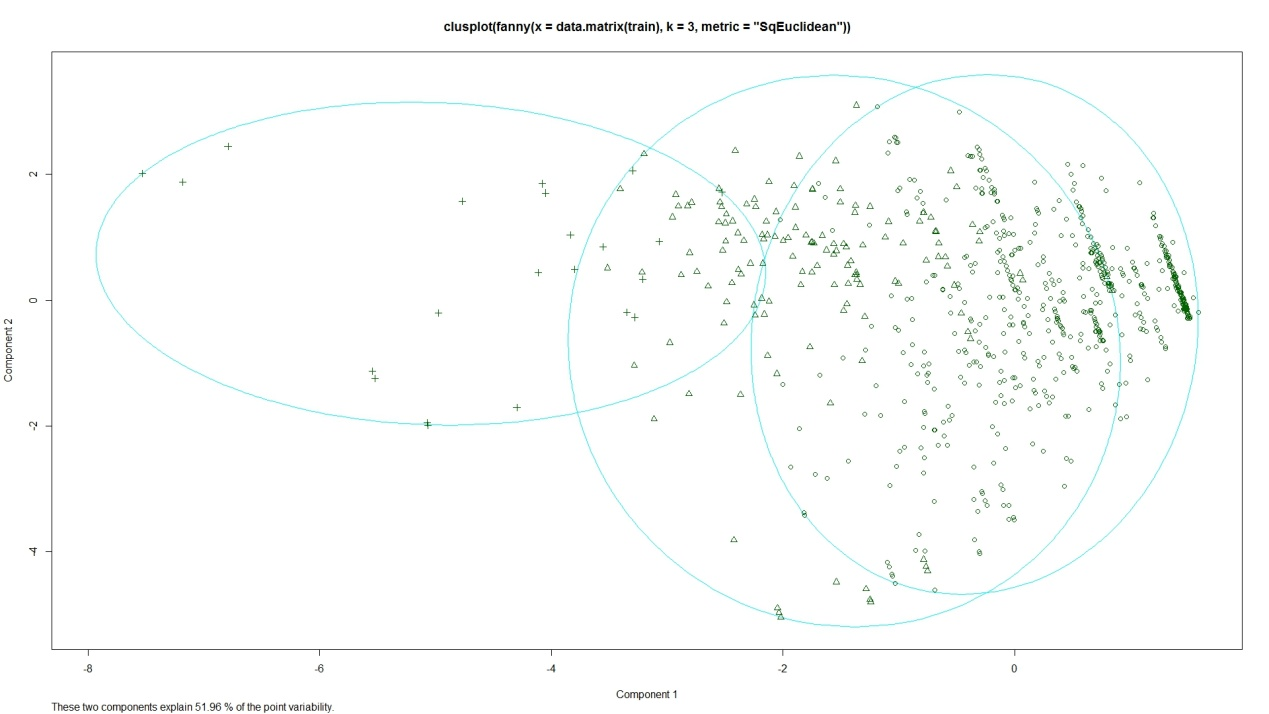 clusplot(fanny(x = data.matrix(train), k = 3, metric = "SqEuclidean"))
Component 2
2
0
-2
-4
-8
-6
-4
-2
0
Component 1
These two components explain 51.96 % of the point variability.